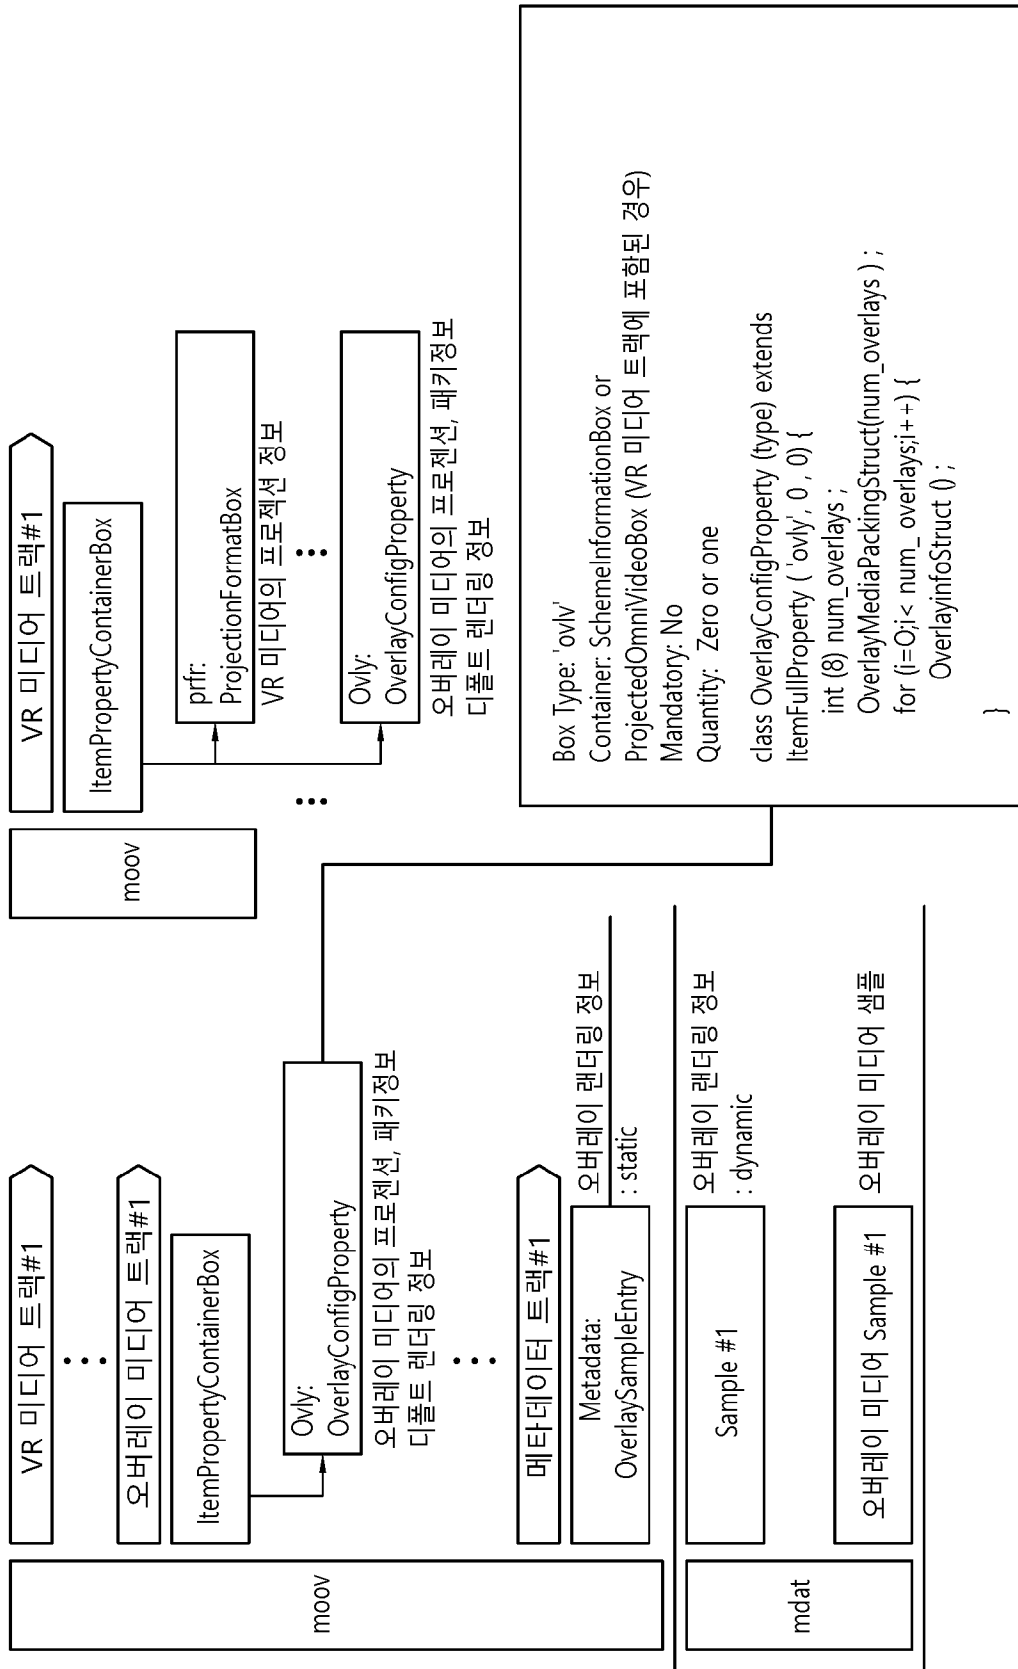 VR 미디어 트랙#1
오버레이 미디어 트랙#1
ItemPropertyContainerBox
Ovly:
OverlayConfigProperty
오버레이 미디어의 프로젠션, 패키정보
디폴트 렌더링 정보
메타데이터 트랙#1
Metadata:
OverlaySampleEntry
오버레이 랜더링 정보
: static
moov
Sample #1
오버레이 랜더링 정보
: dynamic
오버레이 미디어 Sample #1
오버레이 미디어 샘플
mdat
VR 미디어 트랙#1
ItemPropertyContainerBox
prfr:
ProjectionFormatBox
VR 미디어의 프로젝션 정보
Ovly:
OverlayConfigProperty
오버레이 미디어의 프로젠션, 패키정보
디폴트 렌더링 정보
moov
Box Type: 'ovlv'
Container: SchemeInformationBox or
ProjectedOmniVideoBox (VR 미디어 트랙에 포함된 경우)
Mandatory: No
Quantity: Zero or one
class OverlayConfigProperty (type) extends
ItemFullProperty ( 'ovly', 0 , 0) {
int (8) num_overlays ;
OverlayMediaPackingStruct(num_overlays ) ;
for (i=O;i< num_ overlays;i++) {
OverlayinfoStruct () ;
}